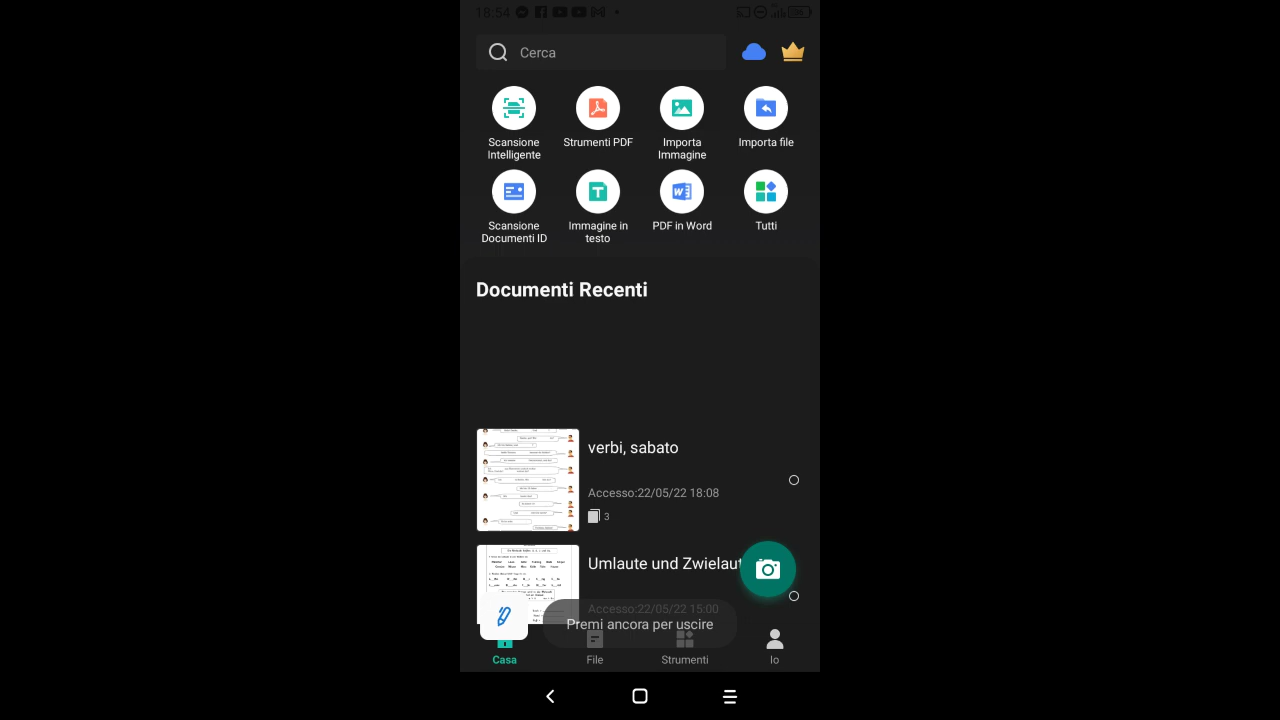 18.54
Cerca
Scansione
Intelligente
Strumenti PDF
Importa
Immagine
Importa file
Scansione
Documenti ID
Immagine in
testo
PDF in Word
Tutti
Documenti Recenti
verbi, sabato
Accesso:22/05/22 18:08
3
Umlaute und Zwielaut
Accesso:22/05/22 15:00
Premi ancora per uscire
Casa
File
Strumenti
Io